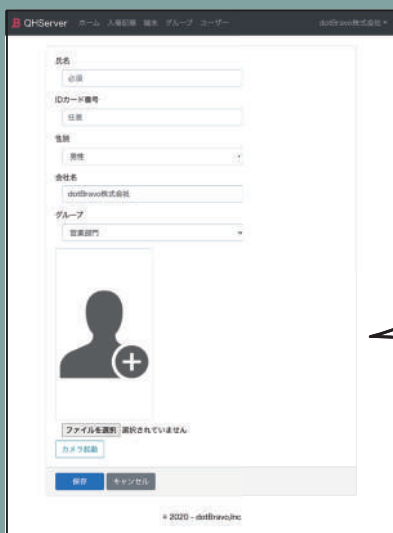 QHServer ホーム 入場記録 端末 グループ ユーザー dotBravo株式会社
氏名
必須
IDカード番号
任意
性別
男性
会社名
dotBravo株式会社
グループ
営業部門
ファイルを選択 選択されていません
カメラ起動
保存 キャンセル
© 2020 - dotBravo,Inc